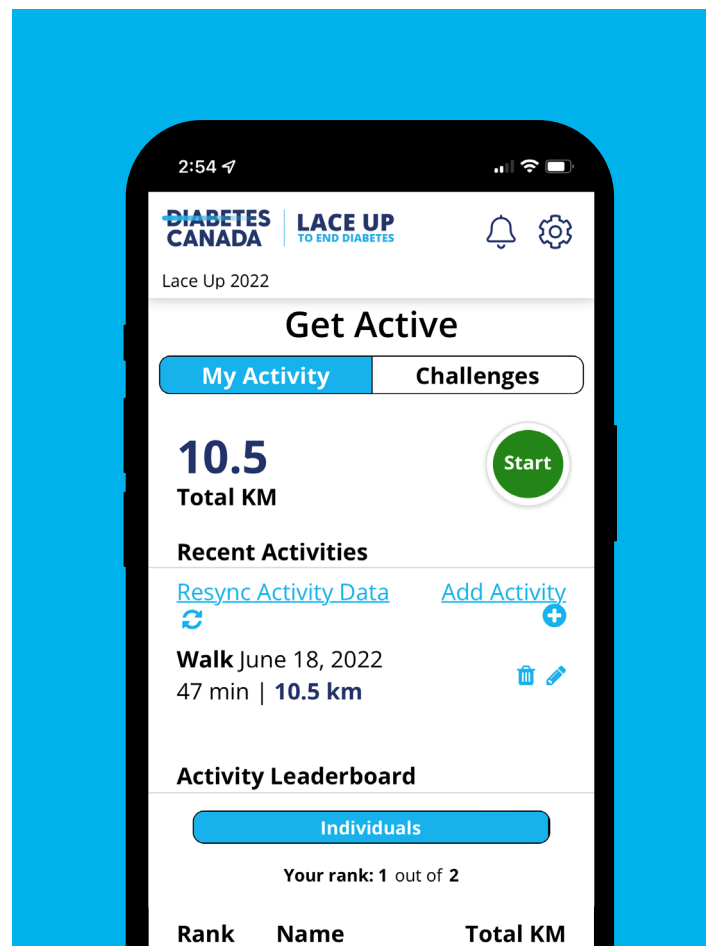 2:54
DIABETES CANADA
LACE UP
TO END DIABETES
Lace Up 2022
Get Active
My Activity
Challenges
10.5
Total KM
Start
Recent Activities
Resync Activity Data
Add Activity
Walk June 18, 2022
47 min | 10.5 km
Activity Leaderboard
Individuals
Your rank: 1 out of 2
Rank Name Total KM